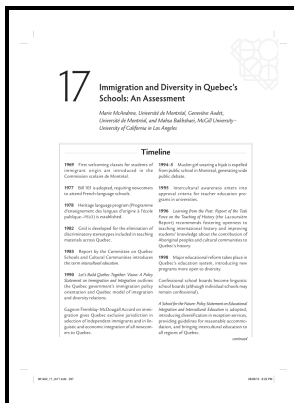 17
Immigration and Diversity in Quebec's
Schools: An Assessment
Marie McAndrew, Université de Montréal, Geneviève Audet,
Université de Montréal, and Mahsa Bakhshaei, McGill University–
University of California in Los Angeles
Timeline
1969 First welcoming classes for students of
immigrant origin are introduced in the
Commission scolaire de Montréal.
1977 Bill 101 is adopted, requiring newcomers
to attend French-language schools.
1978 Heritage language program (Programme
d'enseignement des langues d'origine à l'école
publique—PELO) is established.
1982 Grid is developed for the elimination of
discriminatory stereotypes included in teaching
materials across Quebec.
1985 Report by the Committee on Quebec
Schools and Cultural Communities introduces
the term intercultural education.
1990 Let's Build Quebec Together: Vision: A Policy
Statement on Immigration and Integration outlines
the Quebec government's immigration policy
orientation and Quebec model of integration
and diversity relations.
Gagnon-Tremblay–McDougall Accord on immi-
gration gives Quebec exclusive jurisdiction in
selection of independent immigrants and in lin-
guistic and economic integration of all newcom-
ers to Quebec.
1994–5 Muslim girl wearing a hijab is expelled
from public school in Montreal, generating wide
public debate.
1995 Intercultural awareness enters into
approval criteria for teacher education pro-
grams in universities.
1996 Learning from the Past: Report of the Task
Force on the Teaching of History (the Lacoursière
Report) recommends fostering openness to
teaching international history and improving
students' knowledge about the contribution of
Aboriginal peoples and cultural communities to
Quebec's history.
1998 Major educational reform takes place in
Quebec's education system, introducing new
programs more open to diversity.
Confessional school boards become linguistic
school boards (although individual schools may
remain confessional).
A School for the Future: Policy Statement on Educational
Integration and Intercultural Education is adopted,
introducing diversification in reception services,
providing guidelines for reasonable accommo-
dation, and bringing intercultural education to
all regions of Quebec.
continued